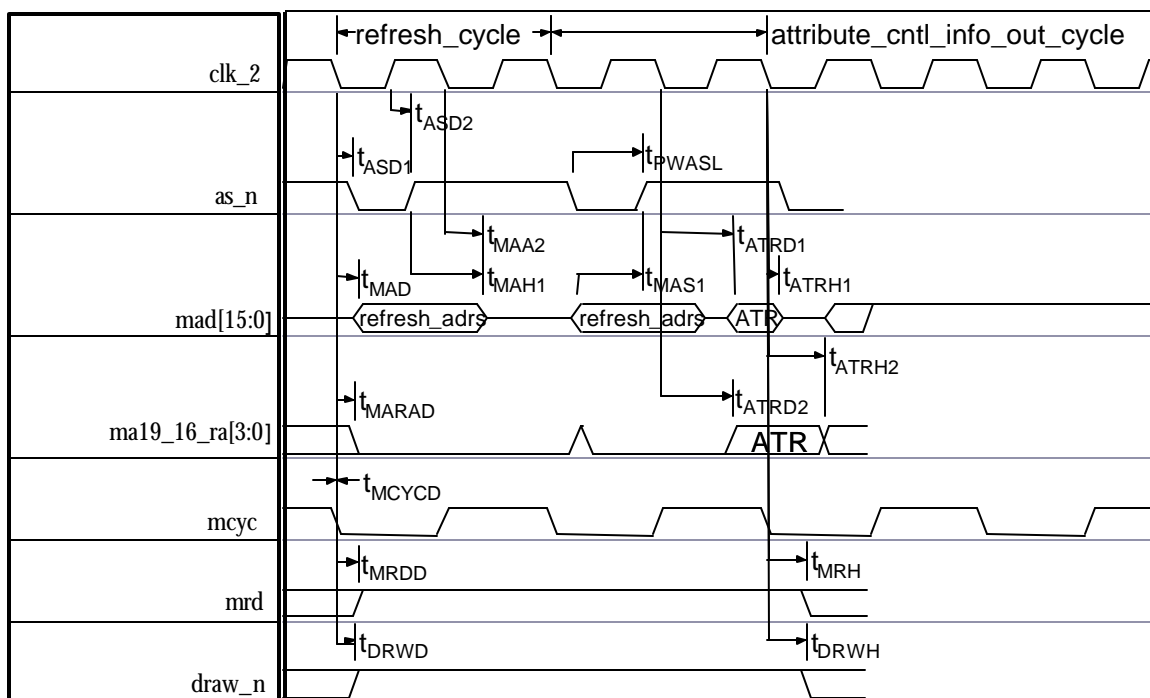 refresh_cycle
attribute_cntl_info_out_cycle
clk_2
tASD2
tASD1
tPWASL
as_n
tMAA2
tATRD1
tMAD
tMAH1
tMAS1
tATRH1
mad[15:0]
refresh_adrs
refresh_adrs
ATR
tATRH2
tMARAD
tATRD2
ma19_16_ra[3:0]
ATR
tMCYCD
mcyc
tMRDD
tMRH
mrd
tDRWD
tDRWH
draw_n